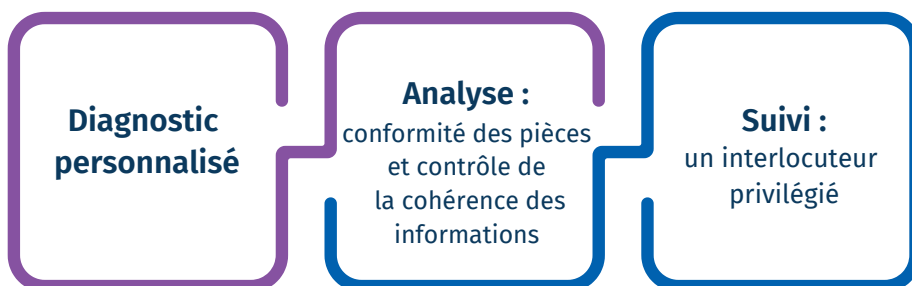 Diagnostic
personnalisé
Analyse :
conformité des pièces
et contrôle de
la cohérence des
informations
Suivi :
un interlocuteur
privilégié